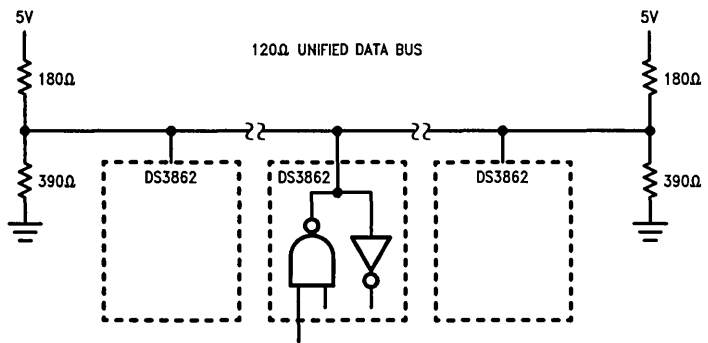 5V
5V
120Ω UNIFIED DATA BUS
180Ω
180Ω
DS3862
DS3862
DS3862
390Ω
390Ω